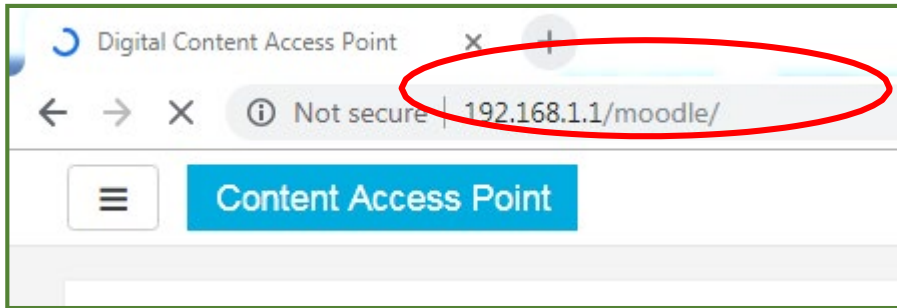 Digital Content Access Point
Not secure | 192.168.1.1/moodle/
Content Access Point